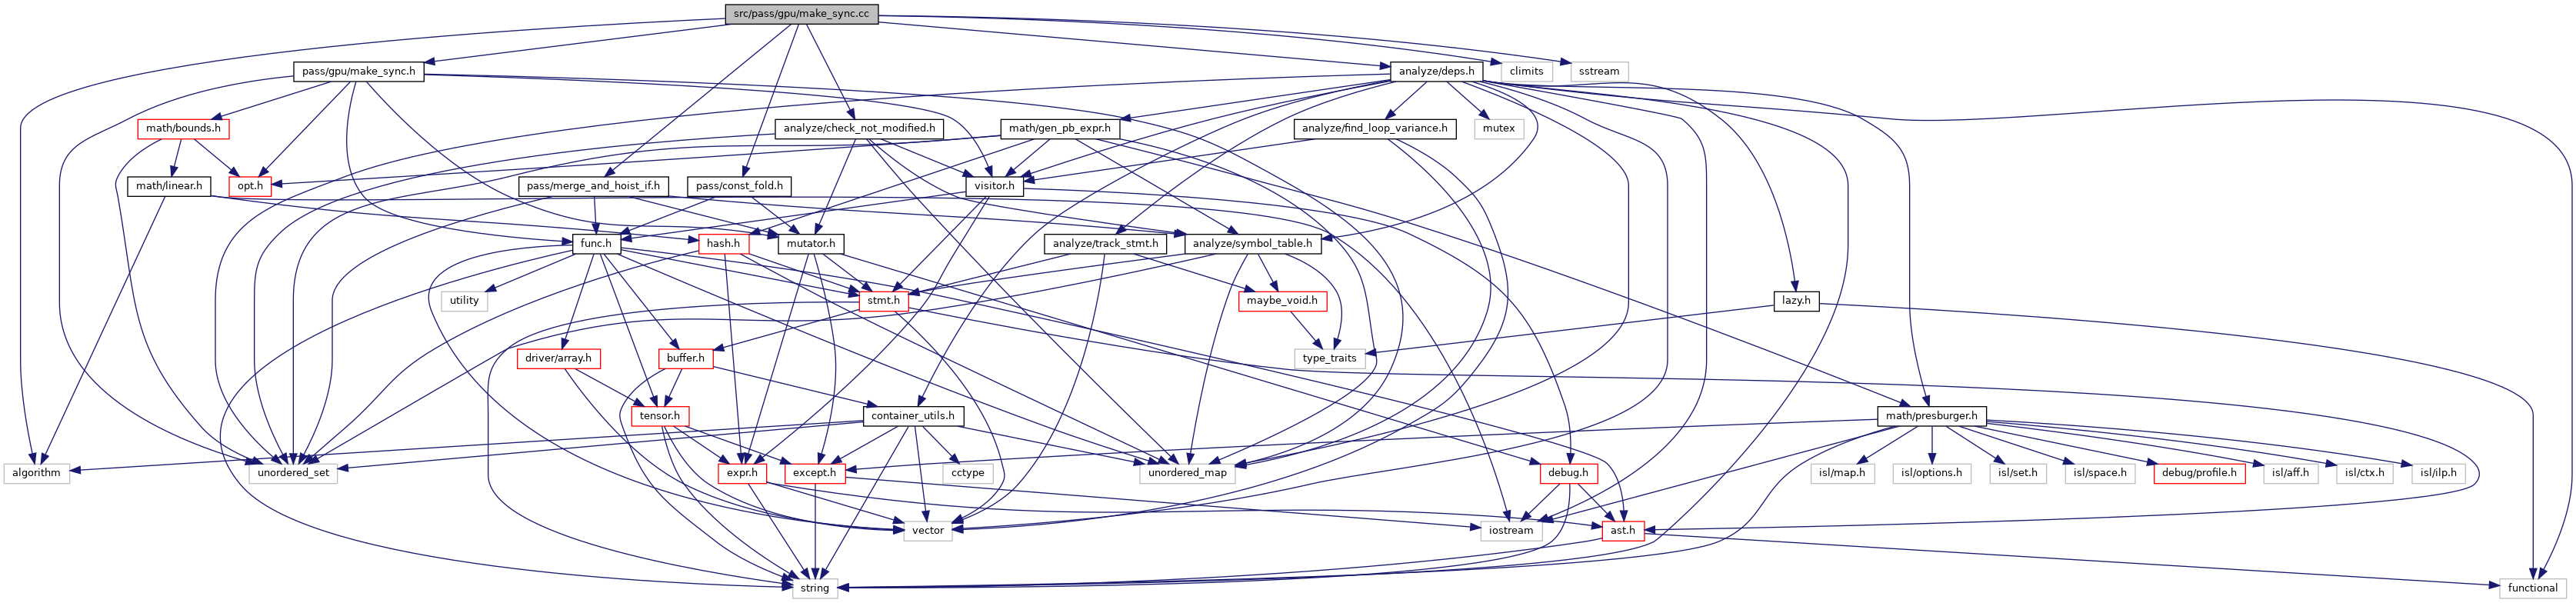 src/pass/gpu/make_sync.cc
pass/gpu/make_sync.h
analyze/deps.h
climits
sstream
math/bounds.h
analyze/check_not_modified.h
math/gen_pb_expr.h
analyze/find_loop_variance.h
mutex
math/linear.h
opt.h
pass/merge_and_hoist_if.h
pass/const_fold.h
visitor.h
func.h
hash.h
mutator.h
analyze/track_stmt.h
analyze/symbol_table.h
utility
stmt.h
maybe_void.h
lazy.h
driver/array.h
buffer.h
type_traits
tensor.h
container_utils.h
math/presburger.h
algorithm
unordered_set
expr.h
except.h
cctype
unordered_map
debug.h
isl/map.h
isl/options.h
isl/set.h
isl/space.h
debug/profile.h
isl/aff.h
isl/ctx.h
isl/ilp.h
vector
iostream
ast.h
string
functional